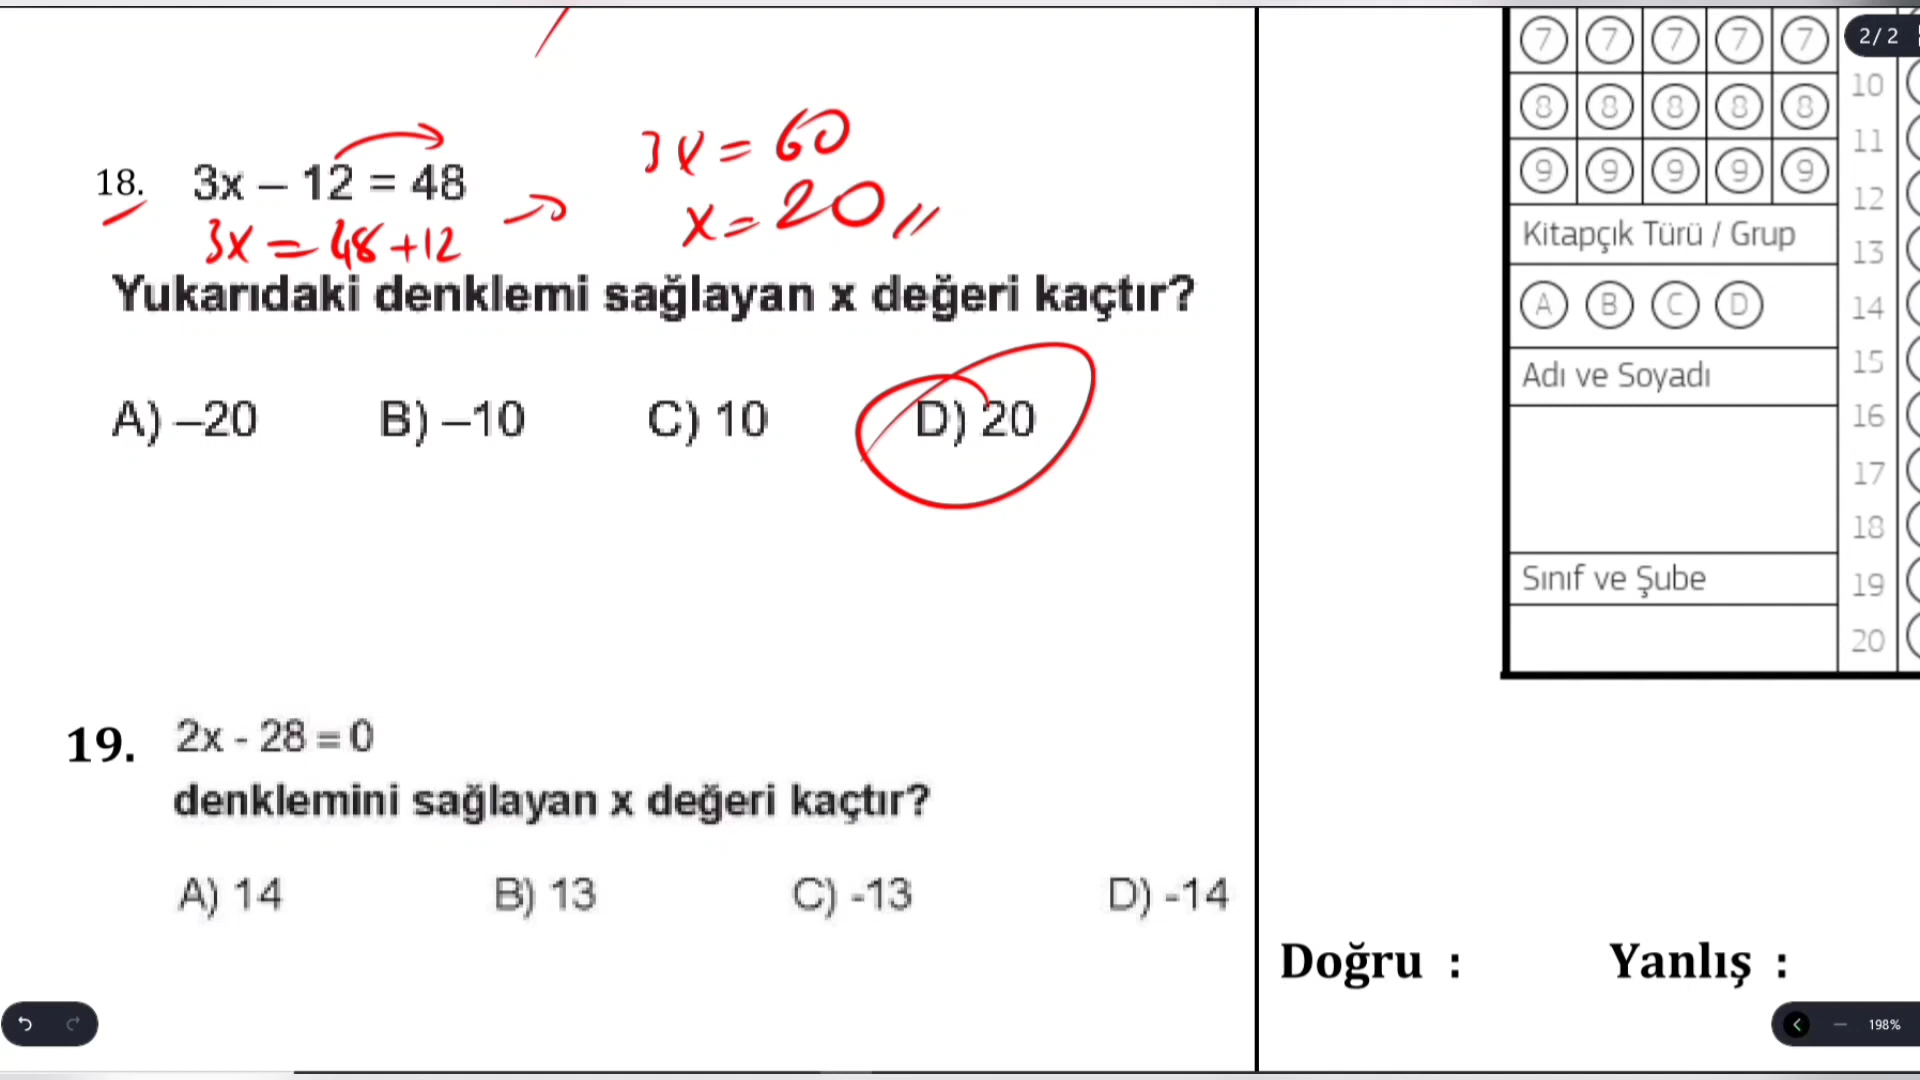 18. 3x – 12 = 48
3x = 48 + 12
3x = 60
x = 20 //
Yukarıdaki denklemi sağlayan x değeri kaçtır?
A) –20 B) –10 C) 10 D) 20
19. 2x - 28 = 0
denklemini sağlayan x değeri kaçtır?
A) 14 B) 13 C) -13 D) -14
7 7 7 7 7
8 8 8 8 8
9 9 9 9 9
Kitapçık Türü / Grup
A B C D
Adı ve Soyadı
Sınıf ve Şube
10
11
12
13
14
15
16
17
18
19
20
2/ 2
Doğru : Yanlış :
198%